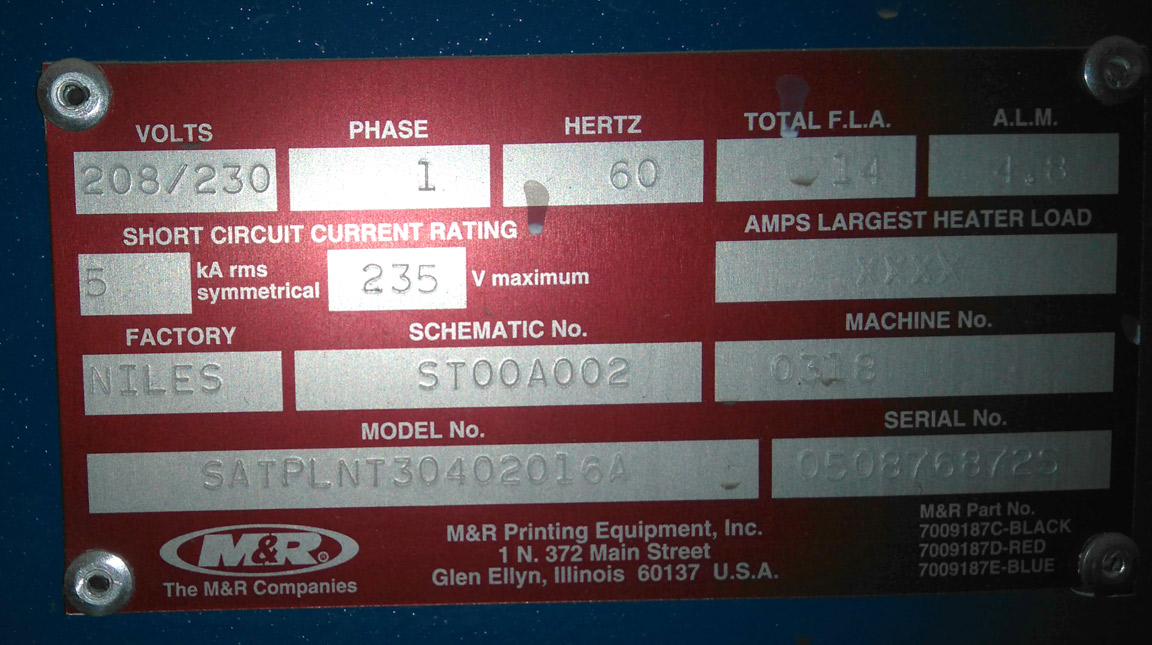 VOLTS PHASE HERTZ TOTAL F.L.A. A.L.M.
208/230 1 60 14 4.8
SHORT CIRCUIT CURRENT RATING AMPS LARGEST HEATER LOAD
5 kA rms symmetrical 235 V maximum XXX
FACTORY SCHEMATIC No. MACHINE No.
NILES ST00A002 0318
MODEL No. SERIAL No.
SATPLNT30402016A 050876872S
M&R®
The M&R Companies
M&R Printing Equipment, Inc.
1 N. 372 Main Street
Glen Ellyn, Illinois 60137 U.S.A.
M&R Part No.
7009187C-BLACK
7009187D-RED
7009187E-BLUE